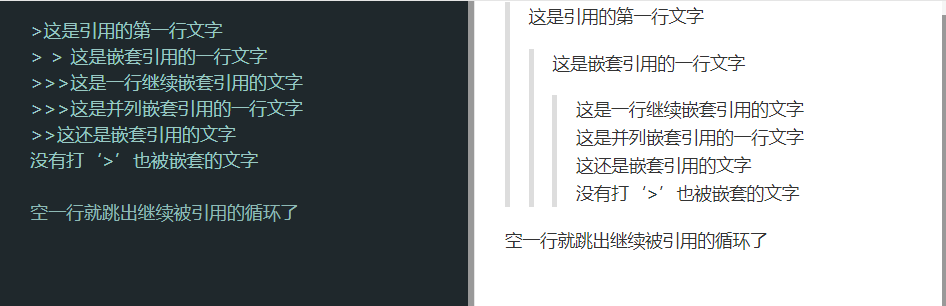 >这是引用的第一行文字
> > 这是嵌套引用的一行文字
>>>这是一行继续嵌套引用的文字
>>>这是并列嵌套引用的一行文字
>>这还是嵌套引用的文字
没有打‘>’也被嵌套的文字
空一行就跳出继续被引用的循环了
这是引用的第一行文字
这是嵌套引用的一行文字
这是一行继续嵌套引用的文字
这是并列嵌套引用的一行文字
这还是嵌套引用的文字
没有打‘>’也被嵌套的文字
空一行就跳出继续被引用的循环了